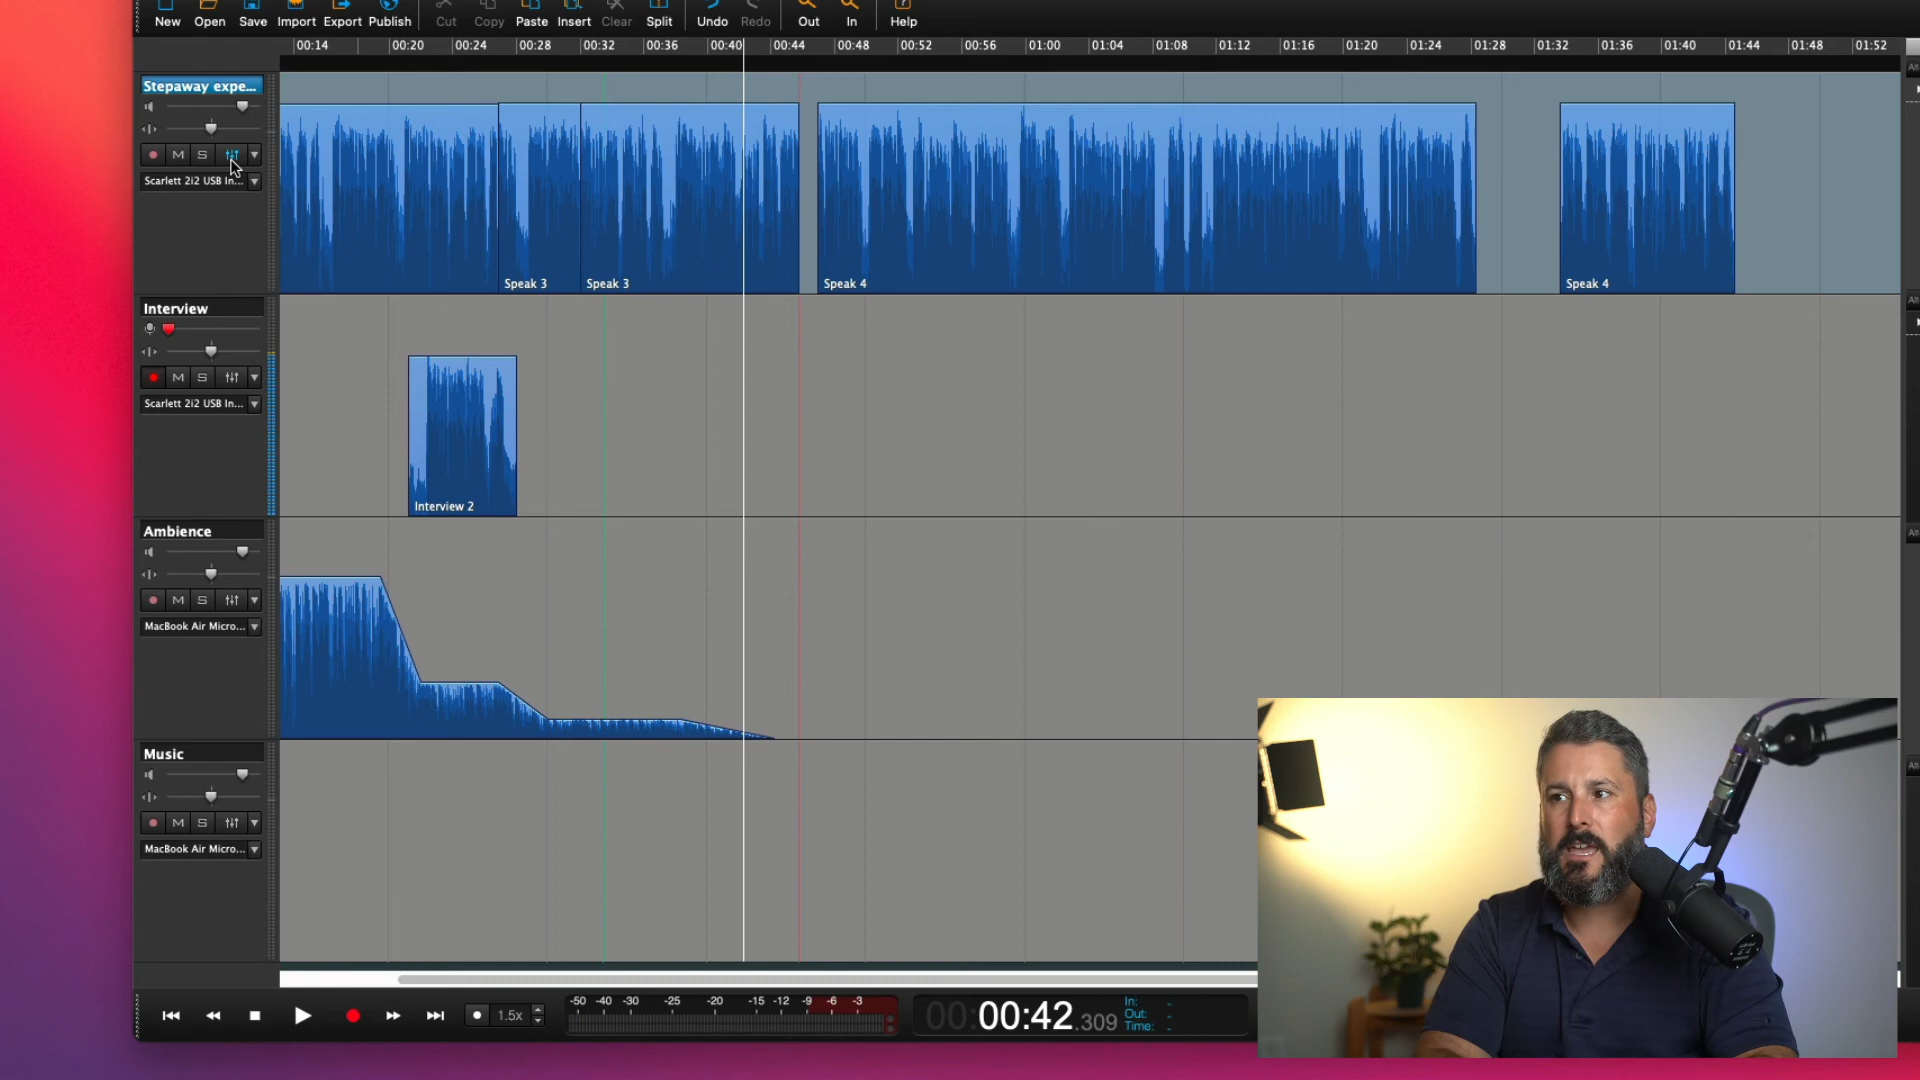 New Open Save Import Export Publish Cut Copy Paste Insert Clear Split Undo Redo Out In Help
00:14 00:20 00:24 00:28 00:32 00:36 00:40 00:44 00:48 00:52 00:56 01:00 01:04 01:08 01:12 01:16 01:20 01:24 01:28 01:32 01:36 01:40 01:44 01:48 01:52
Stepaway expe...
M S
Scarlett 2i2 USB In...
Speak 3 Speak 3 Speak 4 Speak 4
Interview
M S
Scarlett 2i2 USB In...
Interview 2
Ambience
M S
MacBook Air Micro...
Music
M S
MacBook Air Micro...
1.5x
-50 -40 -30 -25 -20 -15 -12 -9 -6 -3
00:00:42.309
In: -
Out: -
Time: -